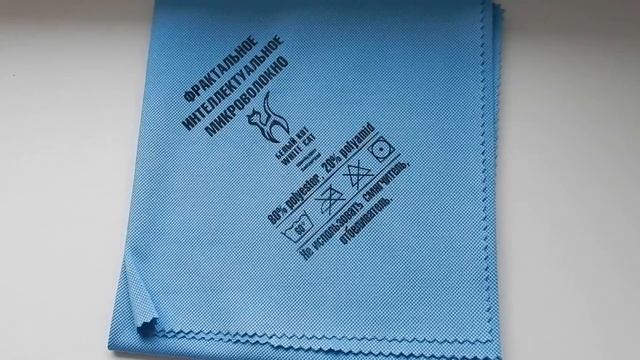 ФРАКТАЛЬНОЕ
ИНТЕЛЛЕКТУАЛЬНОЕ
МИКРОВОЛОКНО
БЕЛЫЙ КОТ
WHITE CAT
80% polyester, 20% polyamid
60°
Не использовать смягчитель,
отбеливатель.